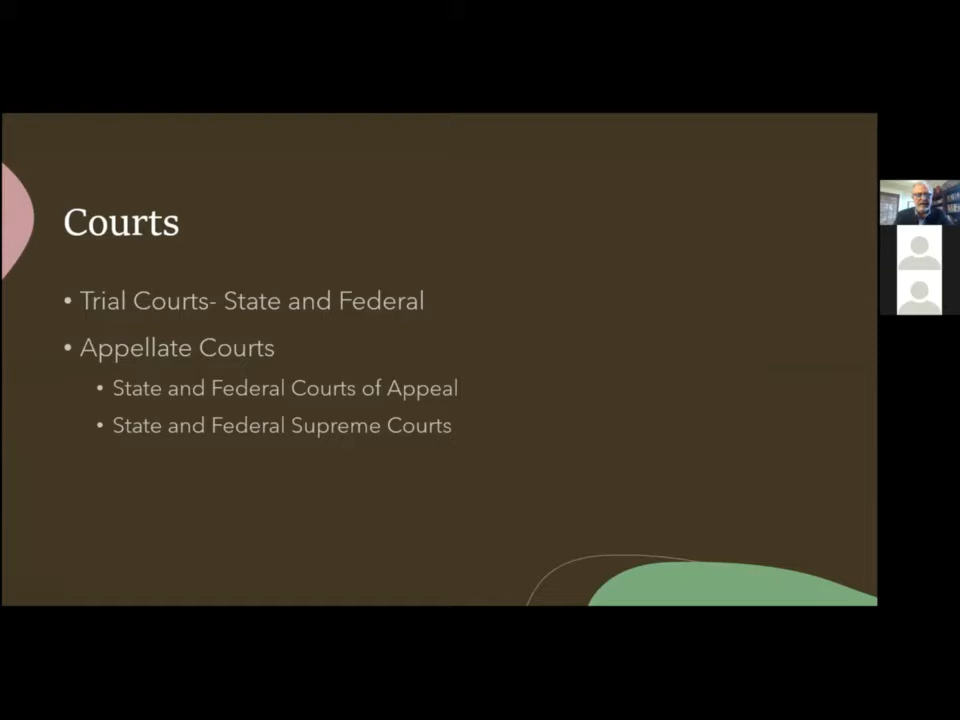 Courts
• Trial Courts- State and Federal
• Appellate Courts
• State and Federal Courts of Appeal
• State and Federal Supreme Courts